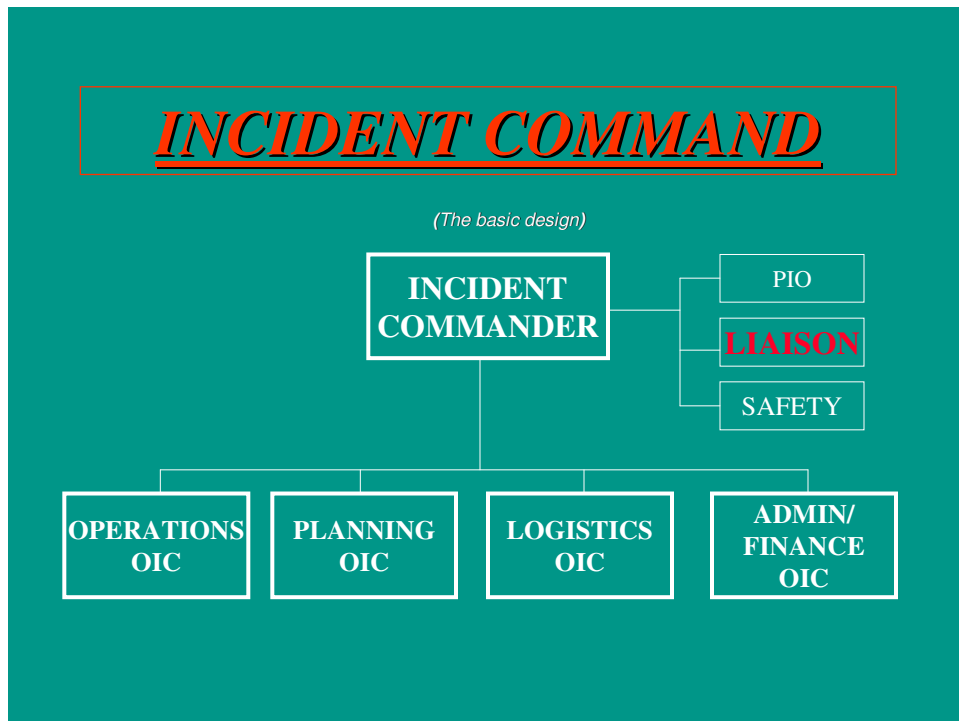 INCIDENT COMMAND
(The basic design)
INCIDENT
COMMANDER
PIO
LIAISON
SAFETY
OPERATIONS
OIC
PLANNING
OIC
LOGISTICS
OIC
ADMIN/
FINANCE
OIC